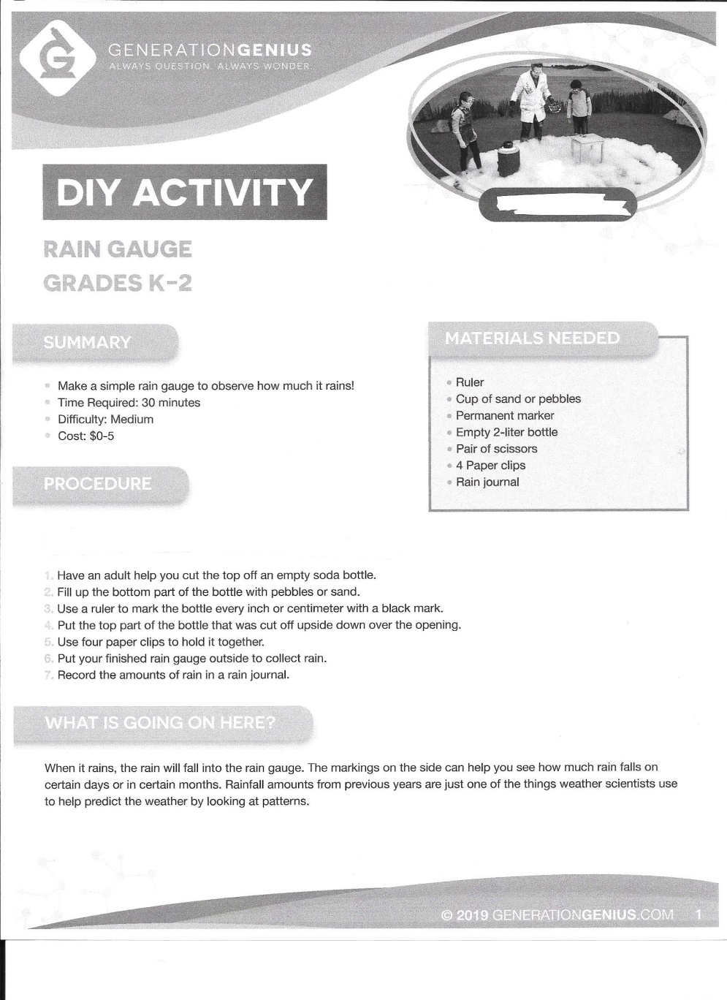 GENERATIONGENIUS
ALWAYS QUESTION. ALWAYS WONDER.
DIY ACTIVITY
RAIN GAUGE
GRADES K-2
SUMMARY
• Make a simple rain gauge to observe how much it rains!
• Time Required: 30 minutes
• Difficulty: Medium
• Cost: $0-5
MATERIALS NEEDED
• Ruler
• Cup of sand or pebbles
• Permanent marker
• Empty 2-liter bottle
• Pair of scissors
• 4 Paper clips
• Rain journal
PROCEDURE
1. Have an adult help you cut the top off an empty soda bottle.
2. Fill up the bottom part of the bottle with pebbles or sand.
3. Use a ruler to mark the bottle every inch or centimeter with a black mark.
4. Put the top part of the bottle that was cut off upside down over the opening.
5. Use four paper clips to hold it together.
6. Put your finished rain gauge outside to collect rain.
7. Record the amounts of rain in a rain journal.
WHAT IS GOING ON HERE?
When it rains, the rain will fall into the rain gauge. The markings on the side can help you see how much rain falls on
certain days or in certain months. Rainfall amounts from previous years are just one of the things weather scientists use
to help predict the weather by looking at patterns.
© 2019 GENERATIONGENIUS.COM 1